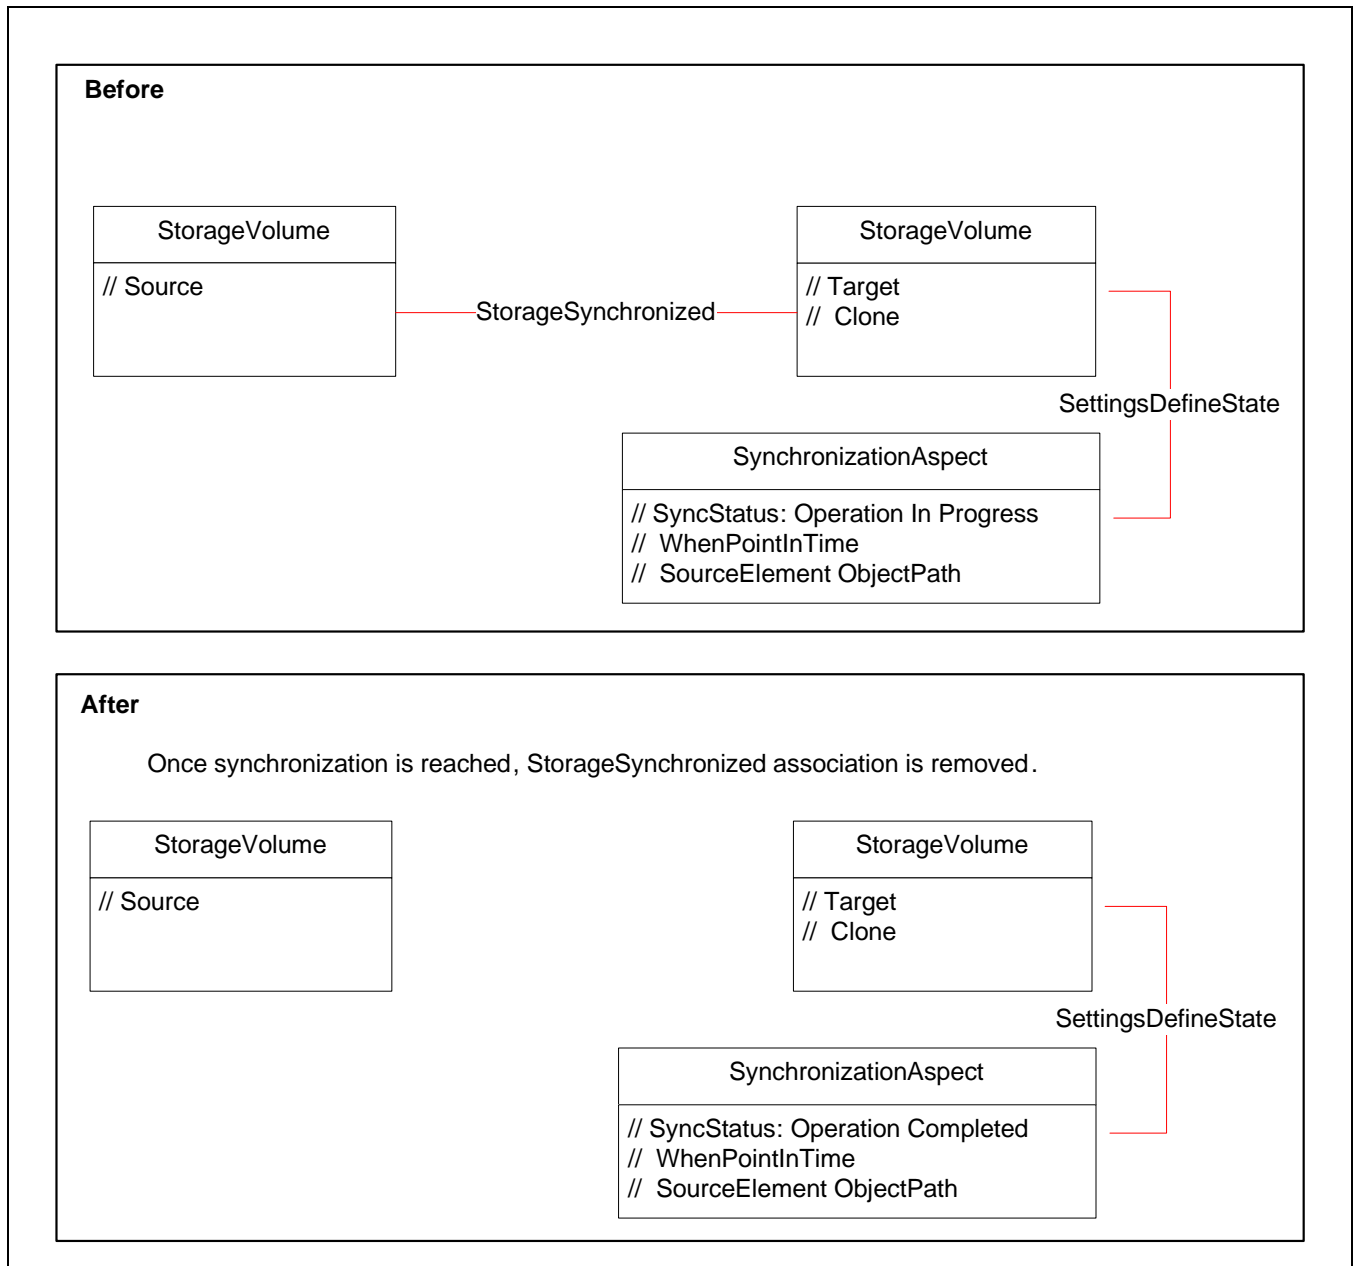 Before
StorageVolume
// Source
StorageSynchronized
StorageVolume
// Target
//  Clone
SettingsDefineState
SynchronizationAspect
// SyncStatus: Operation In Progress
//  WhenPointInTime
//  SourceElement ObjectPath
After
Once synchronization is reached, StorageSynchronized association is removed.
StorageVolume
// Source
StorageVolume
// Target
//  Clone
SettingsDefineState
SynchronizationAspect
// SyncStatus: Operation Completed
//  WhenPointInTime
//  SourceElement ObjectPath